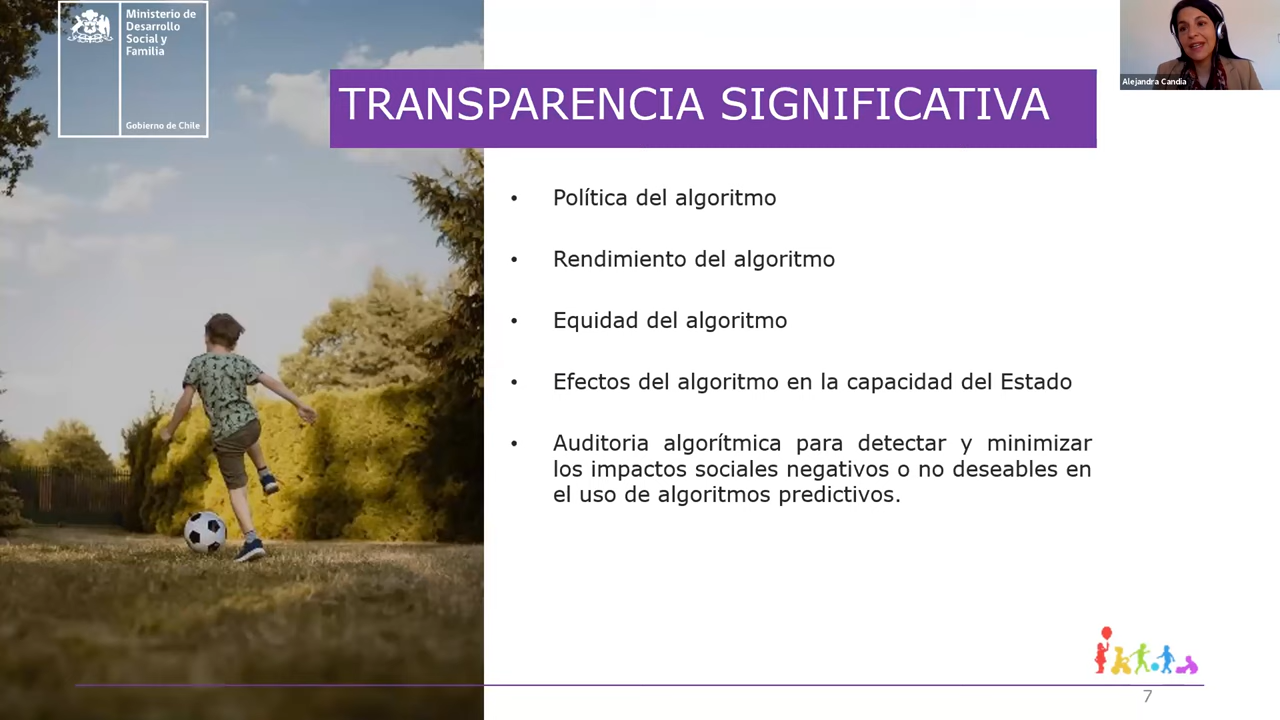 Ministerio de
Desarrollo
Social y
Familia
Gobierno de Chile
TRANSPARENCIA SIGNIFICATIVA
Alejandra Candia
• Política del algoritmo
• Rendimiento del algoritmo
• Equidad del algoritmo
• Efectos del algoritmo en la capacidad del Estado
• Auditoria algorítmica para detectar y minimizar
los impactos sociales negativos o no deseables en
el uso de algoritmos predictivos.
7